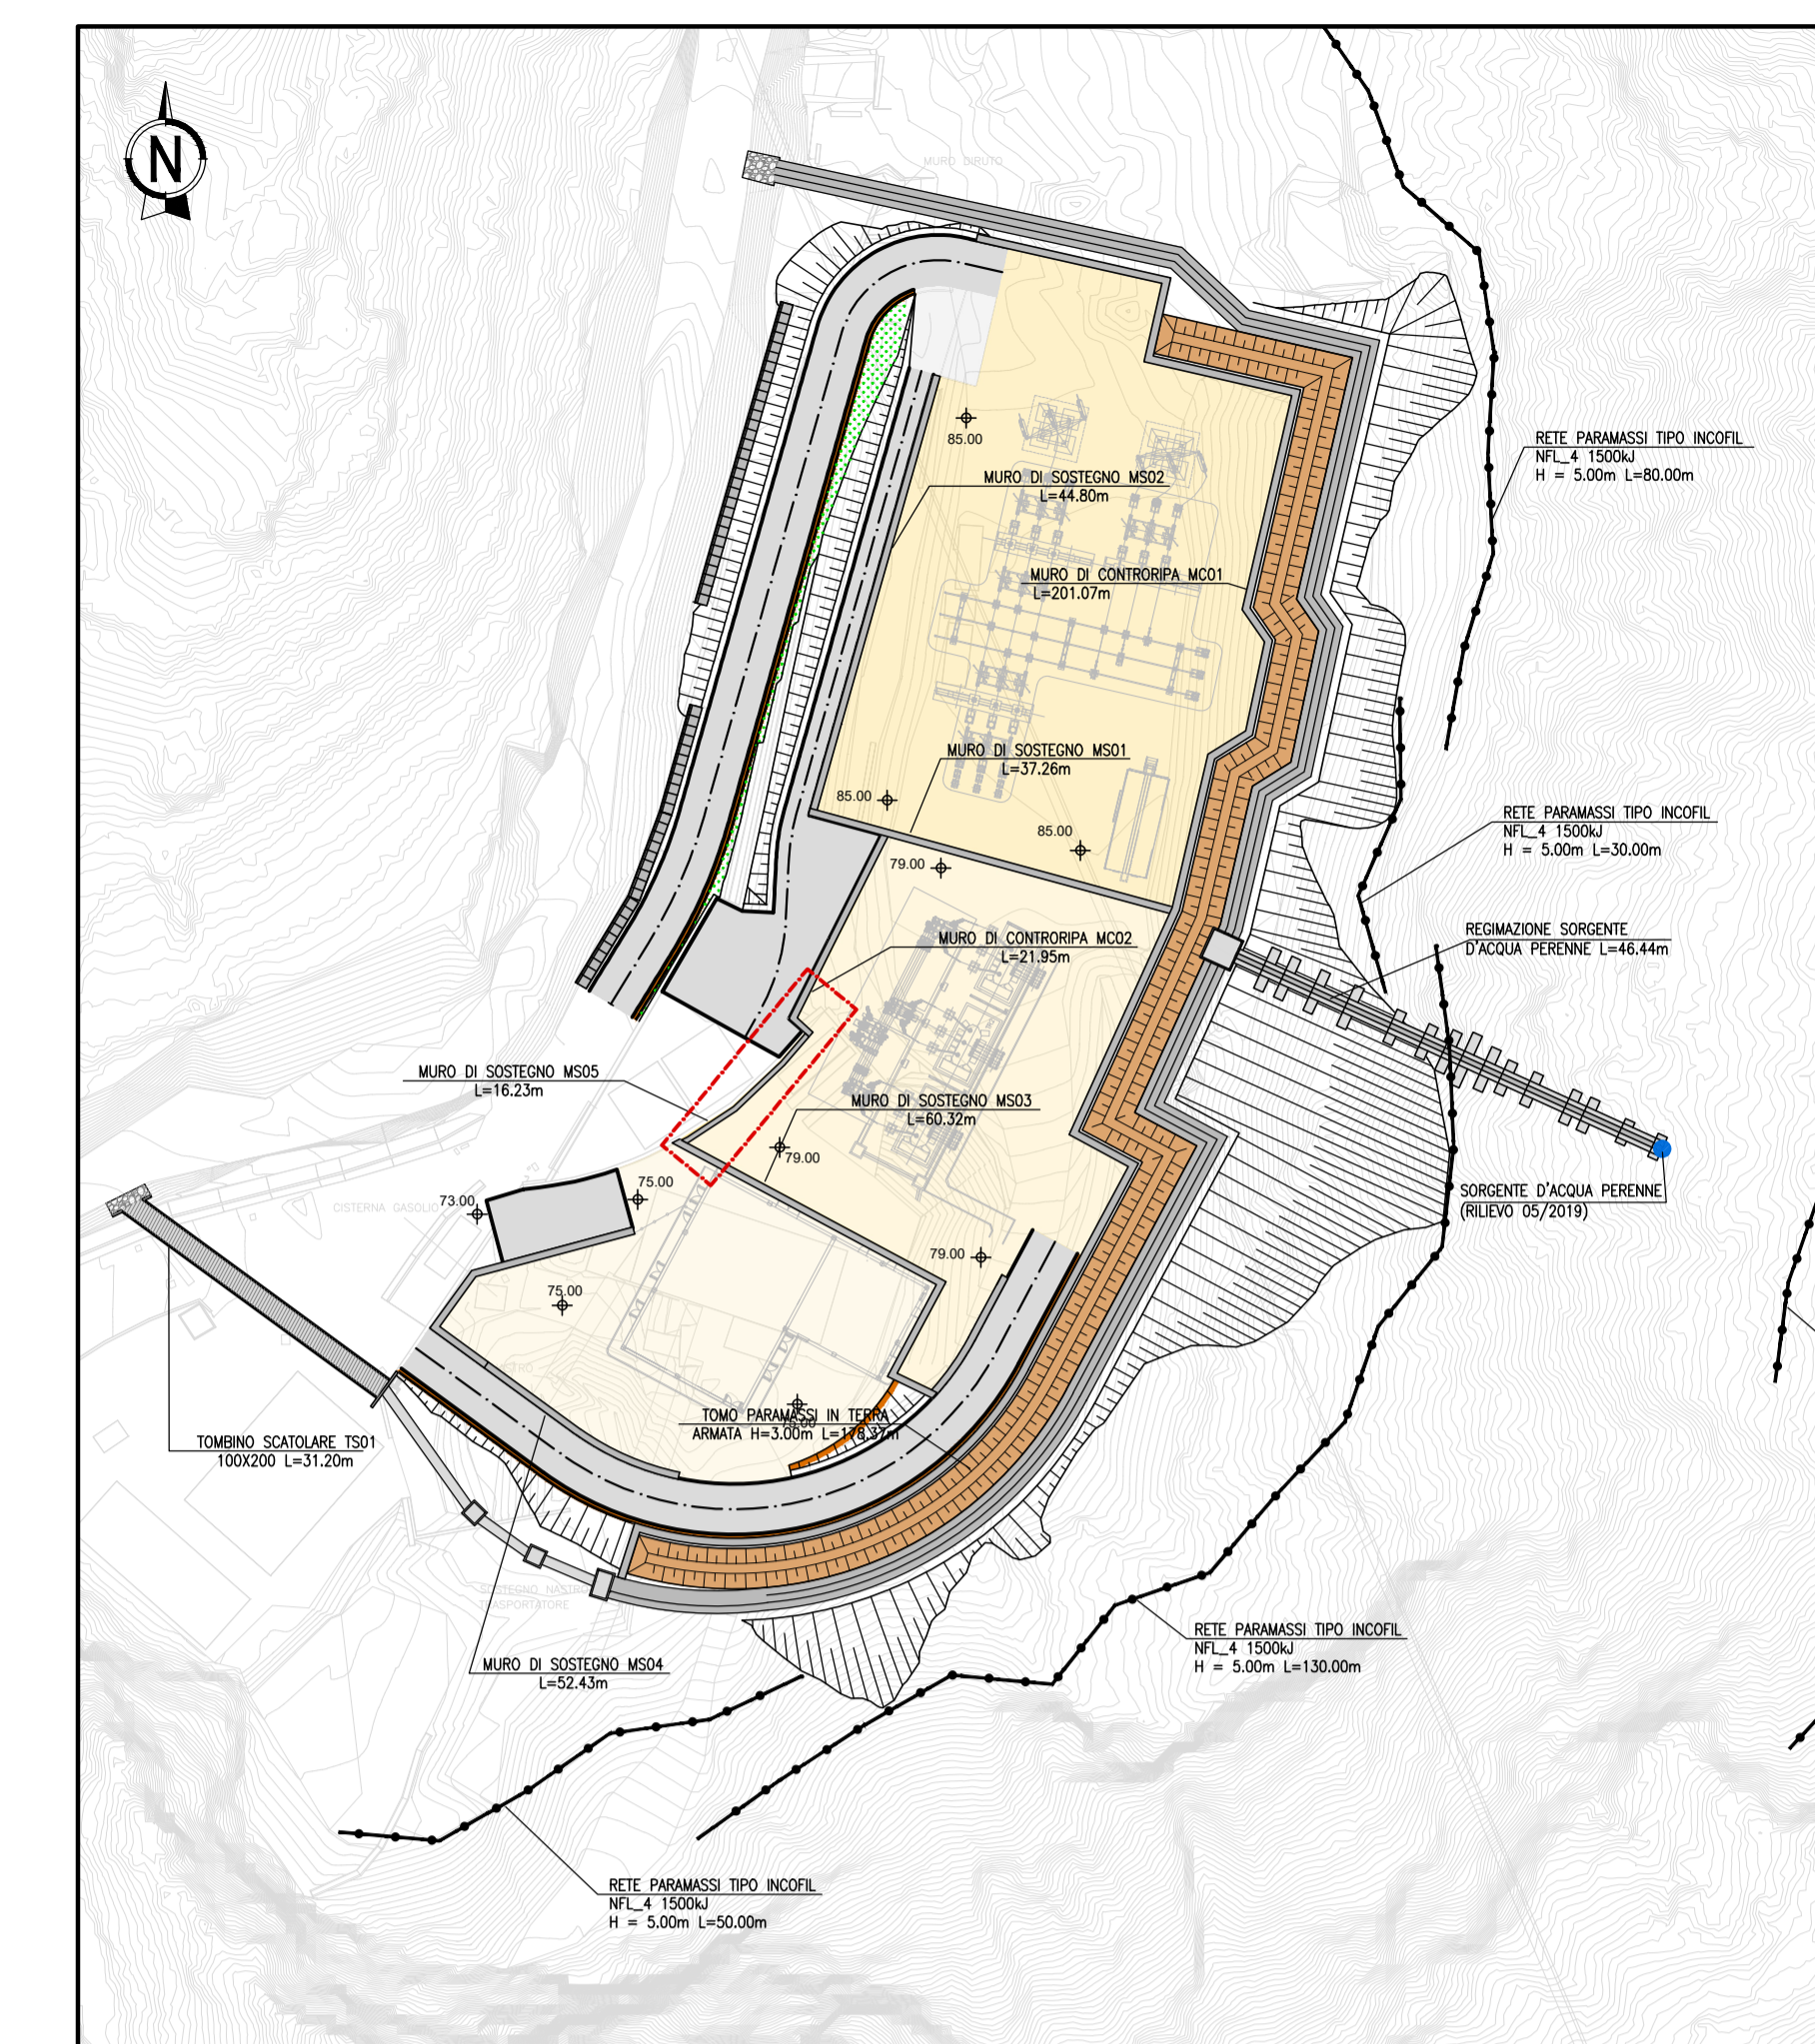 N
MURO DIRUTO
RETE PARAMASSI TIPO INCOFIL
NFL_4 1500kJ
H = 5.00m L=80.00m
85.00
MURO DI SOSTEGNO MS02
L=44.80m
MURO DI CONTRORIPA MC01
L=201.07m
MURO DI SOSTEGNO MS01
L=37.26m
85.00
85.00
79.00
RETE PARAMASSI TIPO INCOFIL
NFL_4 1500kJ
H = 5.00m L=30.00m
REGIMAZIONE SORGENTE
D'ACQUA PERENNE L=46.44m
MURO DI CONTRORIPA MC02
L=21.95m
MURO DI SOSTEGNO MS05
L=16.23m
MURO DI SOSTEGNO MS03
L=60.32m
79.00
SORGENTE D'ACQUA PERENNE
(RILIEVO 05/2019)
73.00
75.00
CISTERNA GASOLIO
79.00
75.00
TOMO PARAMASSI IN TERRA
ARMATA H=3.00m L=178.37m
TOMBINO SCATOLARE TS01
100X200 L=31.20m
SOSTEGNO NASTRO
TRASPORTATORE
RETE PARAMASSI TIPO INCOFIL
NFL_4 1500kJ
H = 5.00m L=130.00m
MURO DI SOSTEGNO MS04
L=52.43m
RETE PARAMASSI TIPO INCOFIL
NFL_4 1500kJ
H = 5.00m L=50.00m